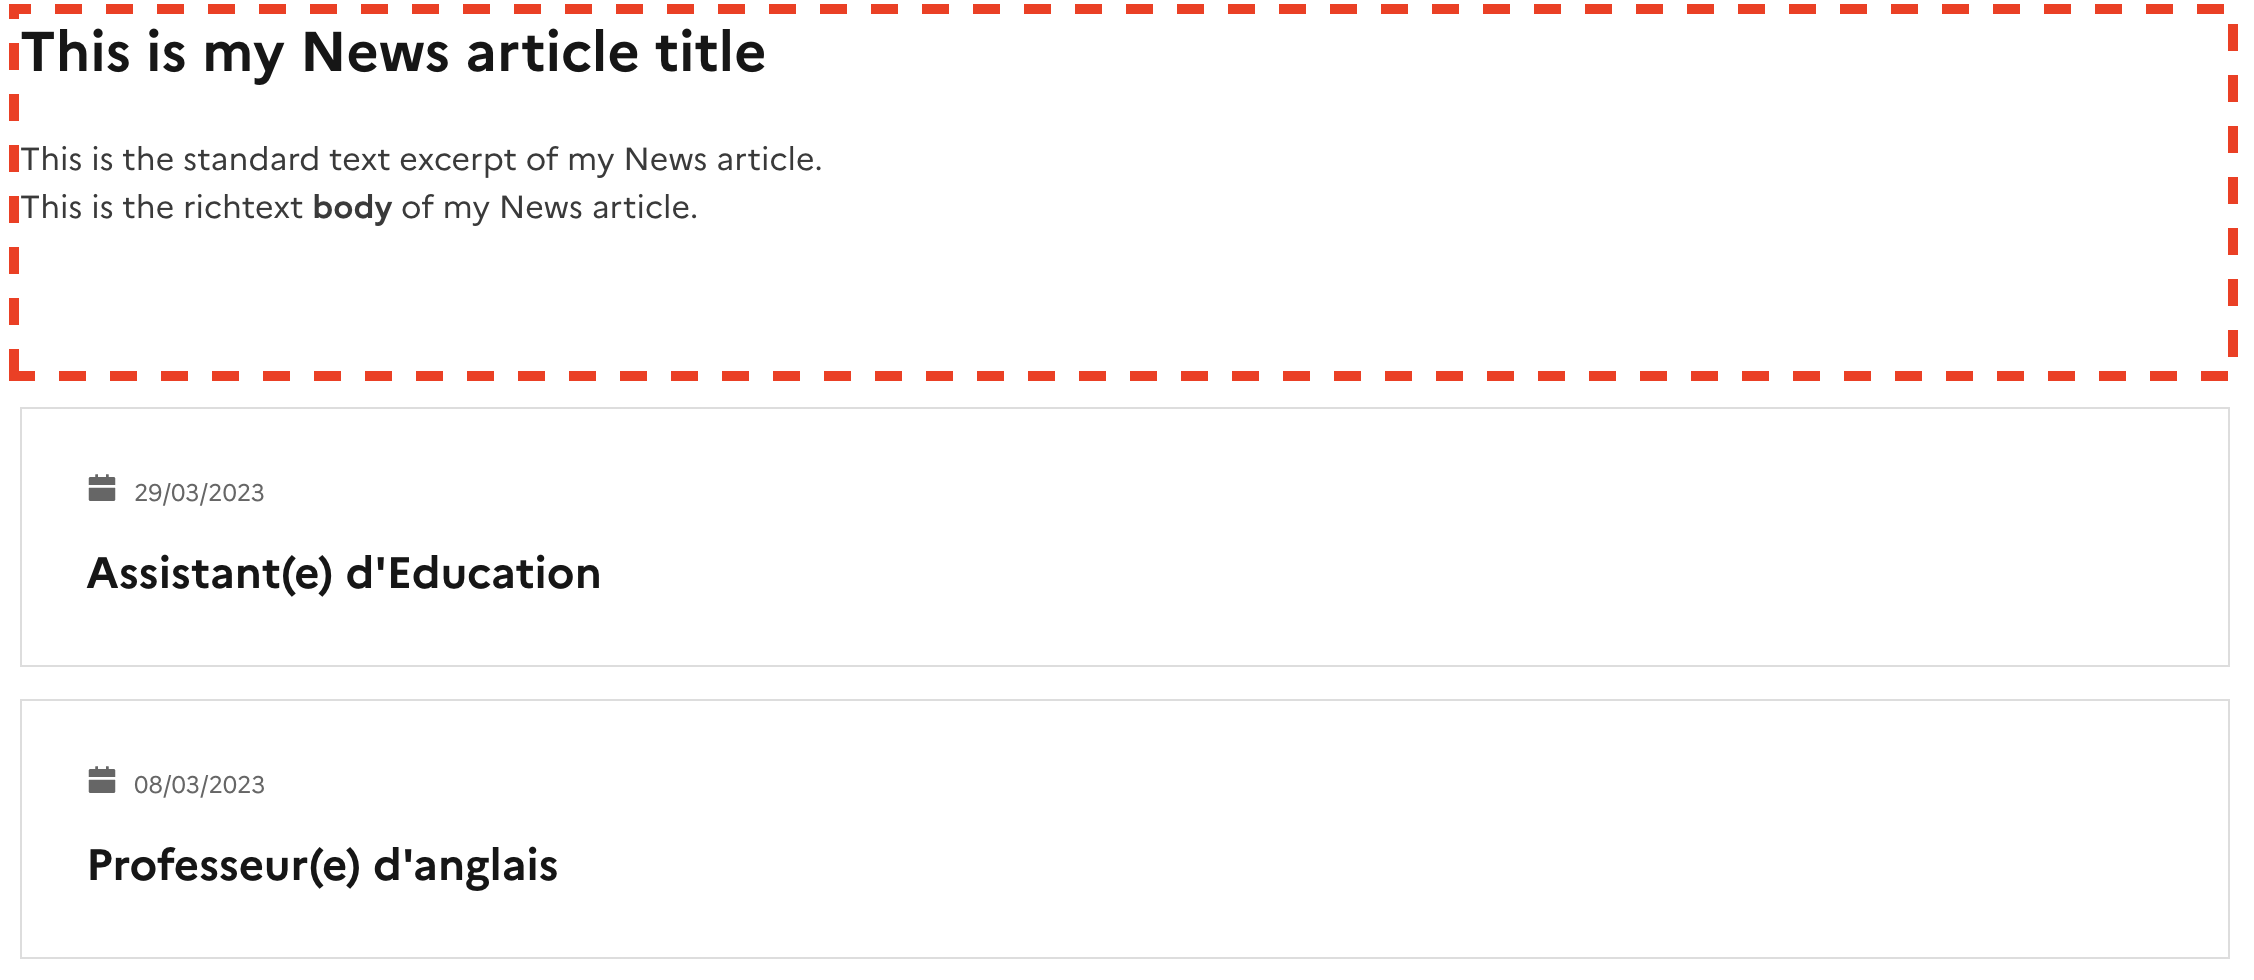 This is my News article title
This is the standard text excerpt of my News article.
This is the richtext body of my News article.
29/03/2023
Assistant(e) d'Education
08/03/2023
Professeur(e) d'anglais